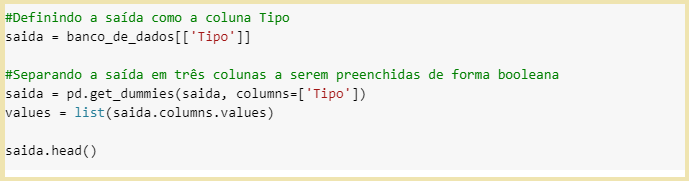 #Definindo a saída como a coluna Tipo
saida = banco_de_dados[['Tipo']]
#Separando a saída em três colunas a serem preenchidas de forma booleana
saida = pd.get_dummies(saida, columns=['Tipo'])
values = list(saida.columns.values)
saida.head()